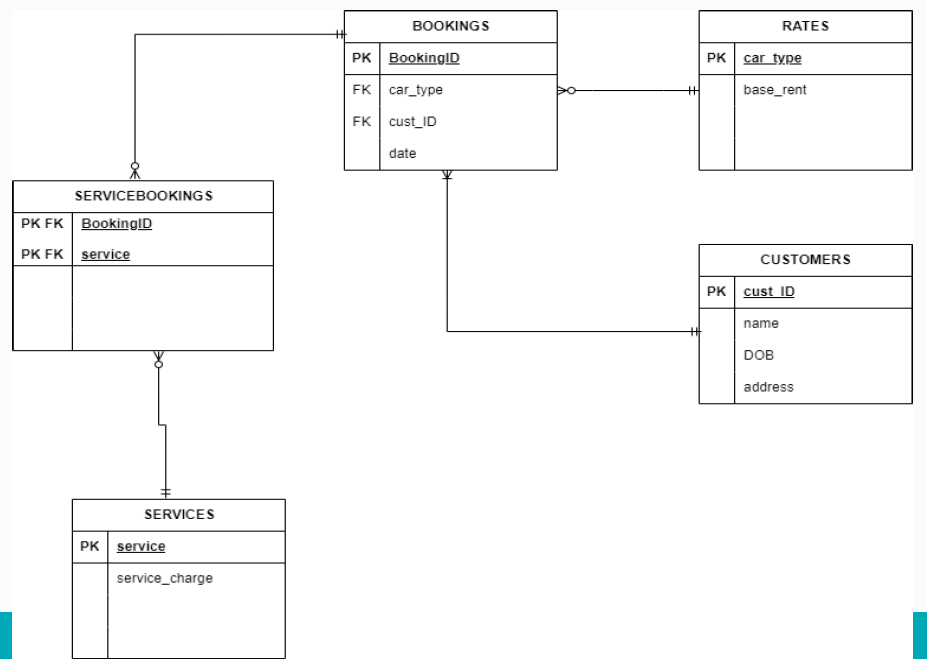 BOOKINGS
PK BookingID
FK car_type
FK cust_ID
date
RATES
PK car_type
base_rent
SERVICEBOOKINGS
PK FK BookingID
PK FK service
CUSTOMERS
PK cust_ID
name
DOB
address
SERVICES
PK service
service_charge